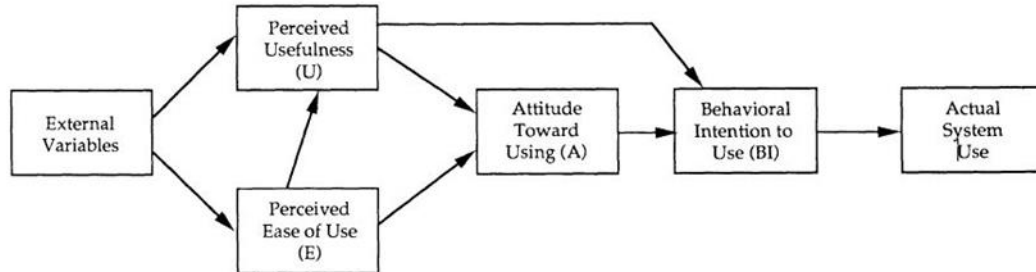 External
Variables
Perceived
Usefulness
(U)
Perceived
Ease of Use
(E)
Attitude
Toward
Using (A)
Behavioral
Intention to
Use (BI)
Actual
System
Use